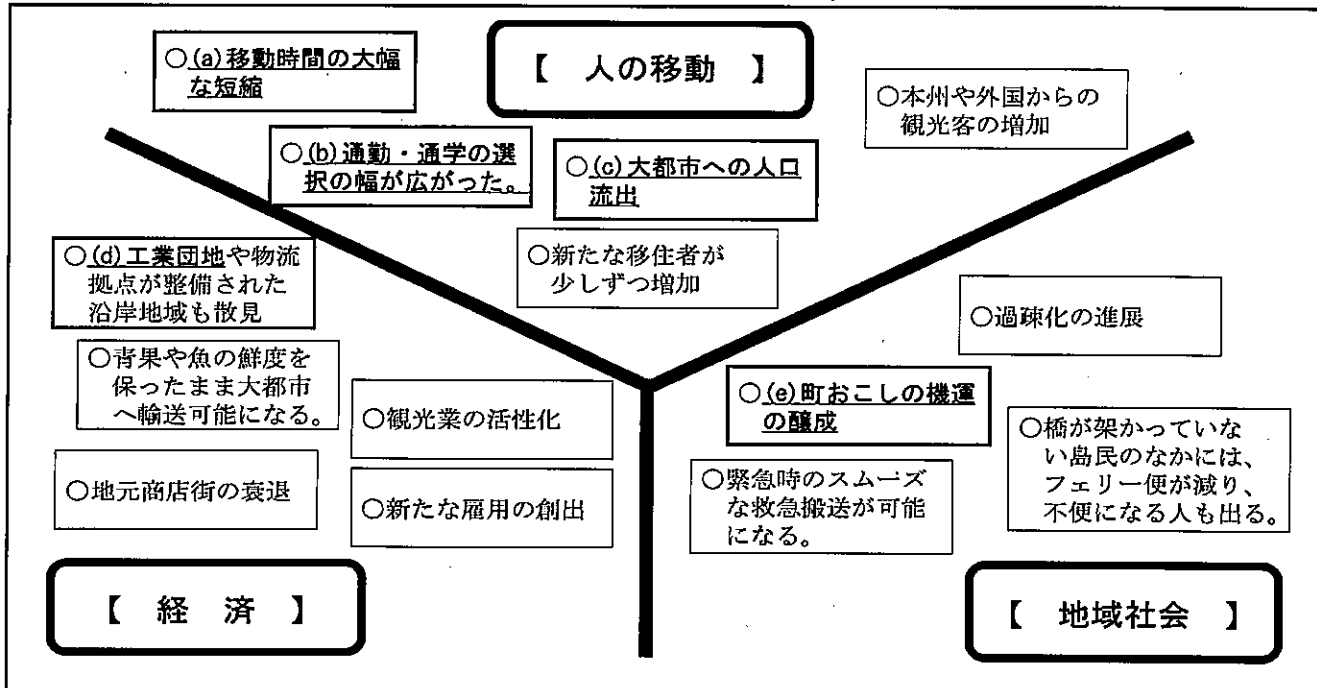 ○(a)移動時間の大幅
な短縮
【 人の移動 】
○本州や外国からの
観光客の増加
○(b)通勤・通学の選
択の幅が広がった。
○(c)大都市への人口
流出
○新たな移住者が
少しずつ増加
○(d)工業団地や物流
拠点が整備された
沿岸地域も散見
○青果や魚の鮮度を
保ったまま大都市
へ輸送可能になる。
○観光業の活性化
○地元商店街の衰退
○新たな雇用の創出
【 経 済 】
○過疎化の進展
○(e)町おこしの機運
の醸成
○緊急時のスムーズ
な救急搬送が可能
になる。
○橋が架かっていな
い島民のなかには、
フェリー便が減り、
不便になる人も出る。
【 地域社会 】